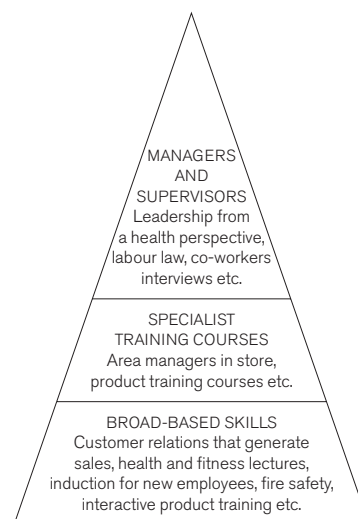 MANAGERS
AND
SUPERVISORS
Leadership from
a health perspective,
labour law, co-workers
interviews etc.
SPECIALIST
TRAINING COURSES
Area managers in store,
product training courses etc.
BROAD-BASED SKILLS
Customer relations that generate
sales, health and fitness lectures,
induction for new employees, fire safety,
interactive product training etc.